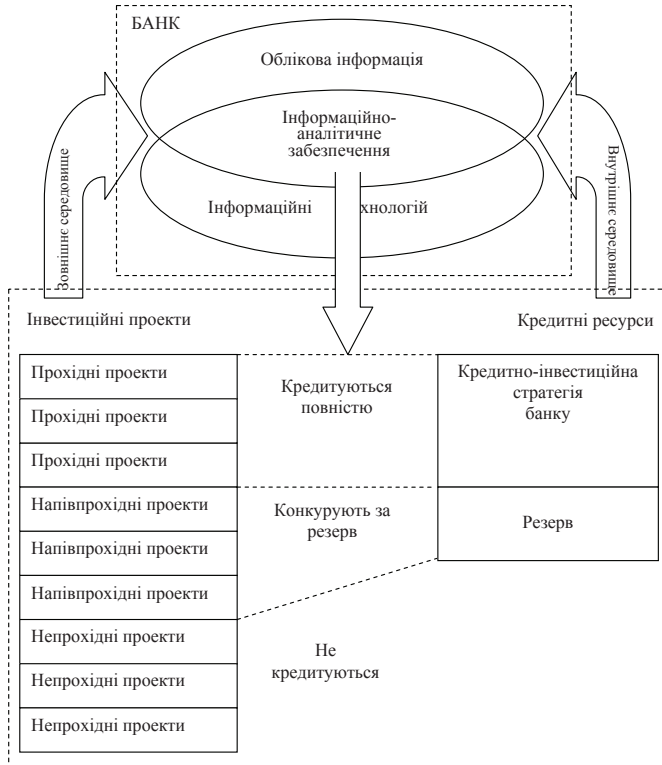 БАНК
Облікова інформація
Інформаційно-
аналітичне
забезпечення
Інформаційні хнологій
Зовнішнє середовище
Внутрішнє середовище
Інвестиційні проекти
Кредитні ресурси
Прохідні проекти
Прохідні проекти
Прохідні проекти
Напівпрохідні проекти
Напівпрохідні проекти
Напівпрохідні проекти
Непрохідні проекти
Непрохідні проекти
Непрохідні проекти
Кредитуються
повністю
Конкурують за
резерв
Не
кредитуються
Кредитно-інвестиційна
стратегія
банку
Резерв